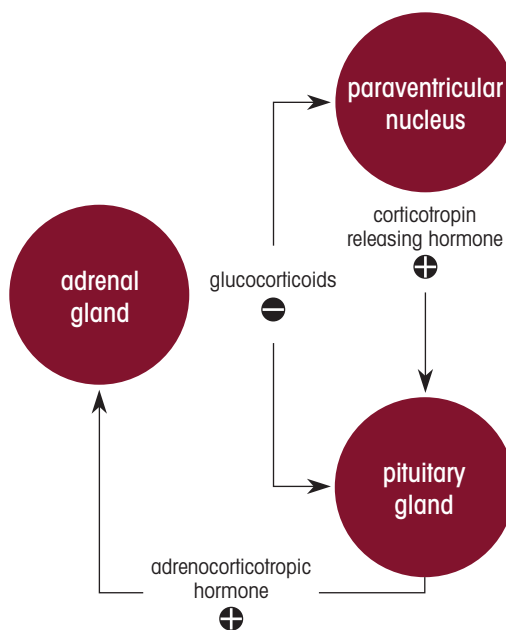 paraventricular
nucleus
corticotropin
releasing hormone
+
adrenal
gland
glucocorticoids
−
pituitary
gland
adrenocorticotropic
hormone
+